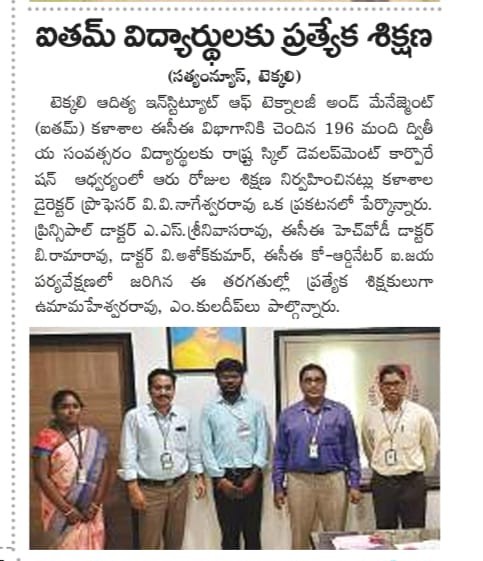 ఐతమ్ విద్యార్థులకు ప్రత్యేక శిక్షణ
(సత్యంన్యూస్, టెక్కలి)
టెక్కలి ఆదిత్య ఇన్‌స్టిట్యూట్ ఆఫ్ టెక్నాలజీ అండ్ మేనేజ్మెంట్
(ఐతమ్) కళాశాల ఈసీఈ విభాగానికి చెందిన 196 మంది ద్వితీ
య సంవత్సరం విద్యార్థులకు రాష్ట్ర స్కిల్ డెవలప్‌మెంట్ కార్పొరే
షన్ ఆధ్వర్యంలో ఆరు రోజుల శిక్షణ నిర్వహించినట్లు కళాశాల
డైరెక్టర్ ప్రొఫెసర్ వి.వి.నాగేశ్వరరావు ఒక ప్రకటనలో పేర్కొన్నారు.
ప్రిన్సిపాల్ డాక్టర్ ఎ.ఎస్.శ్రీనివాసరావు, ఈసీఈ హెచ్‌వోడీ డాక్టర్
బి.రామారావు, డాక్టర్ వి.అశోక్‌కుమార్, ఈసీఈ కో-ఆర్డినేటర్ ఐ.జయ
పర్యవేక్షణలో జరిగిన ఈ తరగతుల్లో ప్రత్యేక శిక్షకులుగా
ఉమామహేశ్వరరావు, ఎం.కులదీప్‌లు పాల్గొన్నారు.